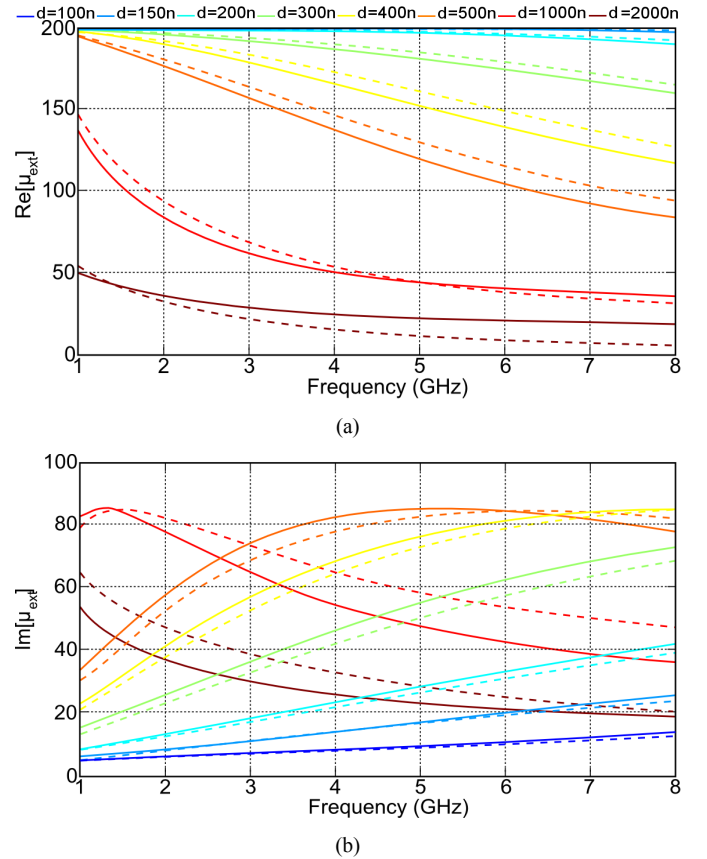 d=100n d=150n d=200n d=300n d=400n d=500n d=1000n d=2000n
200
150
100
50
0
Re[μext]
1 2 3 4 5 6 7 8
Frequency (GHz)
(a)
100
80
60
40
20
0
Im[μext]
1 2 3 4 5 6 7 8
Frequency (GHz)
(b)